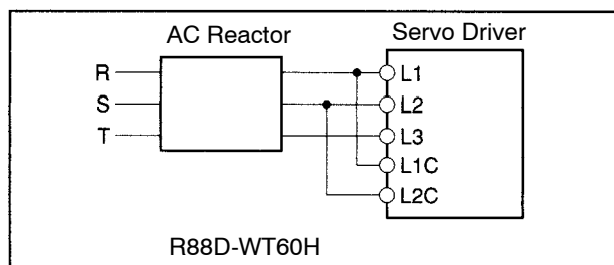 AC Reactor
Servo Driver
R
S
T
L1
L2
L3
L1C
L2C
R88D-WT60H